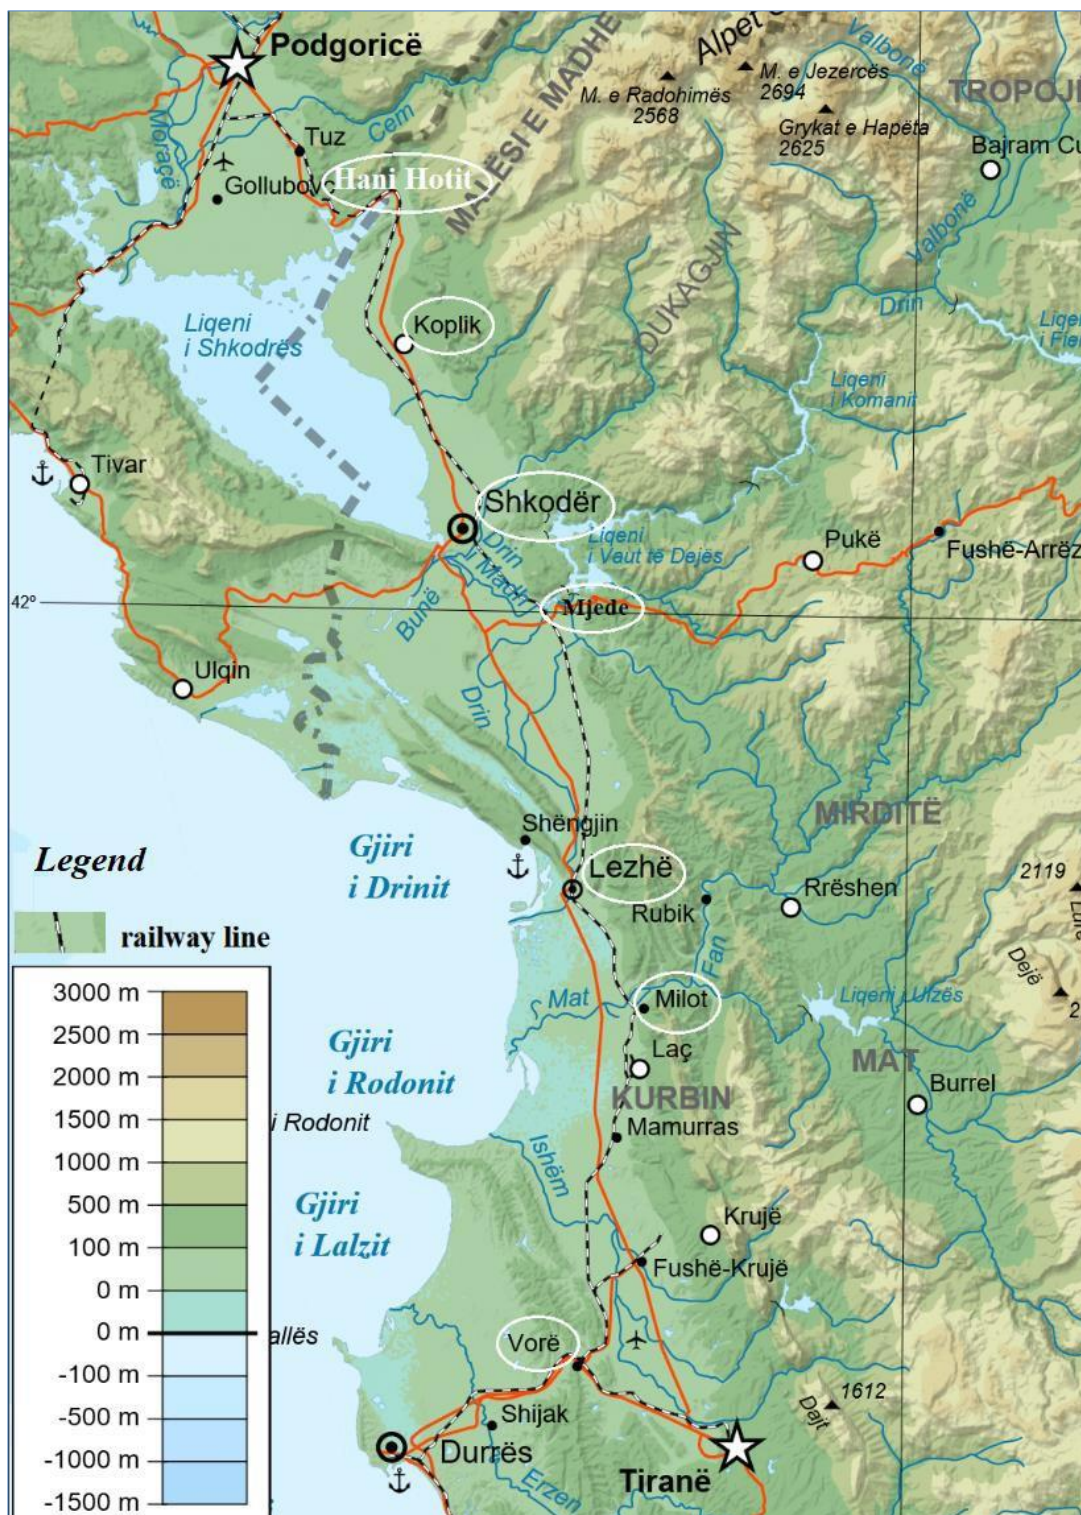 Podgoricë
Alpet
Valbonë
M. e Jezercës
2694
M. e Radohimës
2568
TROPOJ
Grykat e Hapëta
2625
Bajram Cu
Cem
Moraçë
Tuz
MALËSI E MADHE
Gollubovc
Hani Hotit
Valbonë
DUKAGJIN
Drin
Liqeni
i Shkodrës
Koplik
Liqeni
i Komanit
Liqen
i Fier
Tivar
Shkodër
Drin
i Madh
Liqeni
i Vaut të Dejës
Pukë
Fushë-Arrëz
42°
Bunë
Mjede
Ulqin
Drin
MIRDITË
Shëngjin
Gjiri
i Drinit
Legend
Lezhë
2119
Rrëshen
Rubik
Lurë
railway line
Fan
Dejë
3000 m
2500 m
2000 m
1500 m
1000 m
500 m
100 m
0 m
0 m
-100 m
-500 m
-1000 m
-1500 m
Mat
Milot
Liqeni i Ulzës
2
Gjiri
i Rodonit
Laç
MAT
KURBIN
Burrel
i Rodonit
Mamurras
Ishëm
Gjiri
i Lalzit
Krujë
Fushë-Krujë
allës
Vorë
1612
Dajt
Shijak
Durrës
Tiranë
Erzen